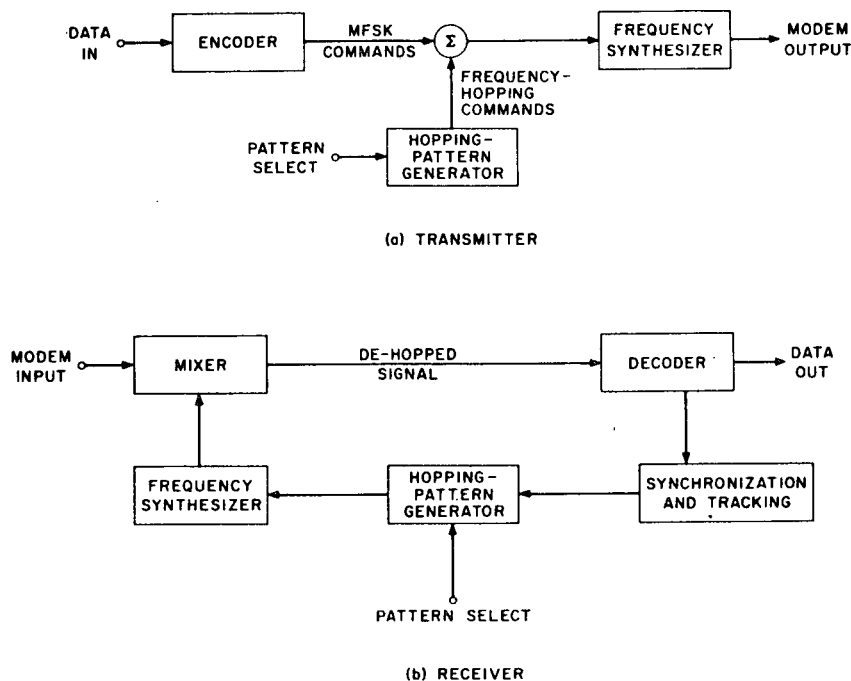 DATA
IN
ENCODER
MFSK
COMMANDS
Σ
FREQUENCY
SYNTHESIZER
MODEM
OUTPUT
FREQUENCY-
HOPPING
COMMANDS
PATTERN
SELECT
HOPPING-
PATTERN
GENERATOR
(a) TRANSMITTER
MODEM
INPUT
MIXER
DE-HOPPED
SIGNAL
DECODER
DATA
OUT
FREQUENCY
SYNTHESIZER
HOPPING-
PATTERN
GENERATOR
SYNCHRONIZATION
AND TRACKING
PATTERN SELECT
(b) RECEIVER